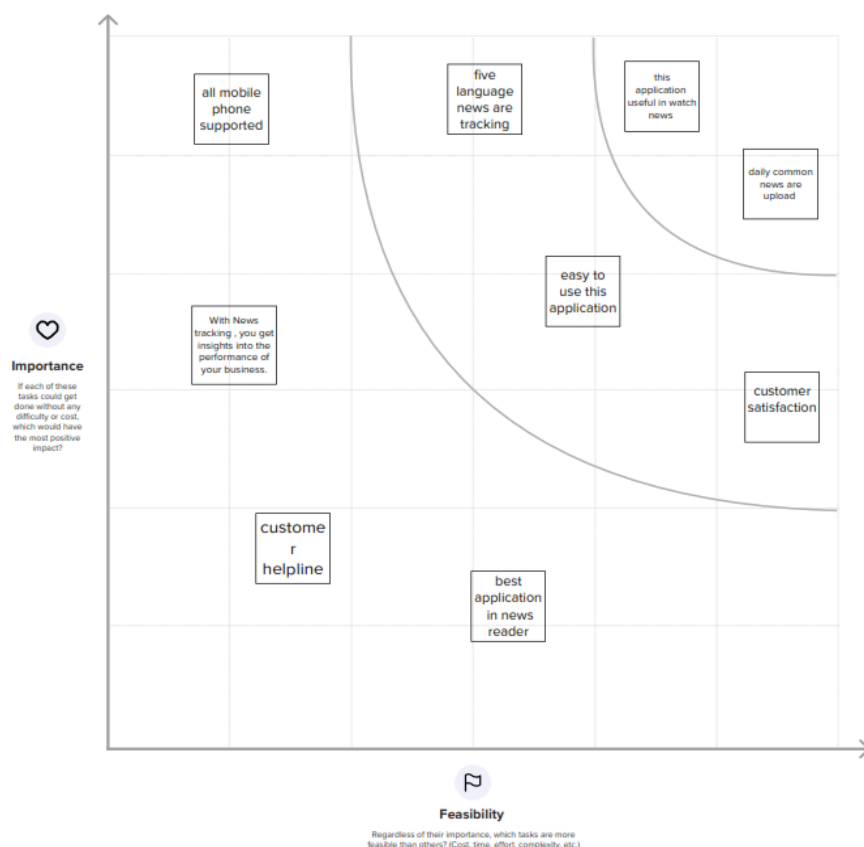 all mobile
phone
supported
five
language
news are
tracking
this
application
useful in watch
news
daily common
news are
upload
easy to
use this
application
With News
tracking , you get
insights into the
performance of
your business.
customer
satisfaction
custome
r
helpline
best
application
in news
reader
Importance
If each of these
tasks could get
done without any
difficulty or cost,
which would have
the most positive
impact?
Feasibility
Regardless of their importance, which tasks are more
feasible than others? (Cost, time, effort, complexity, etc.)